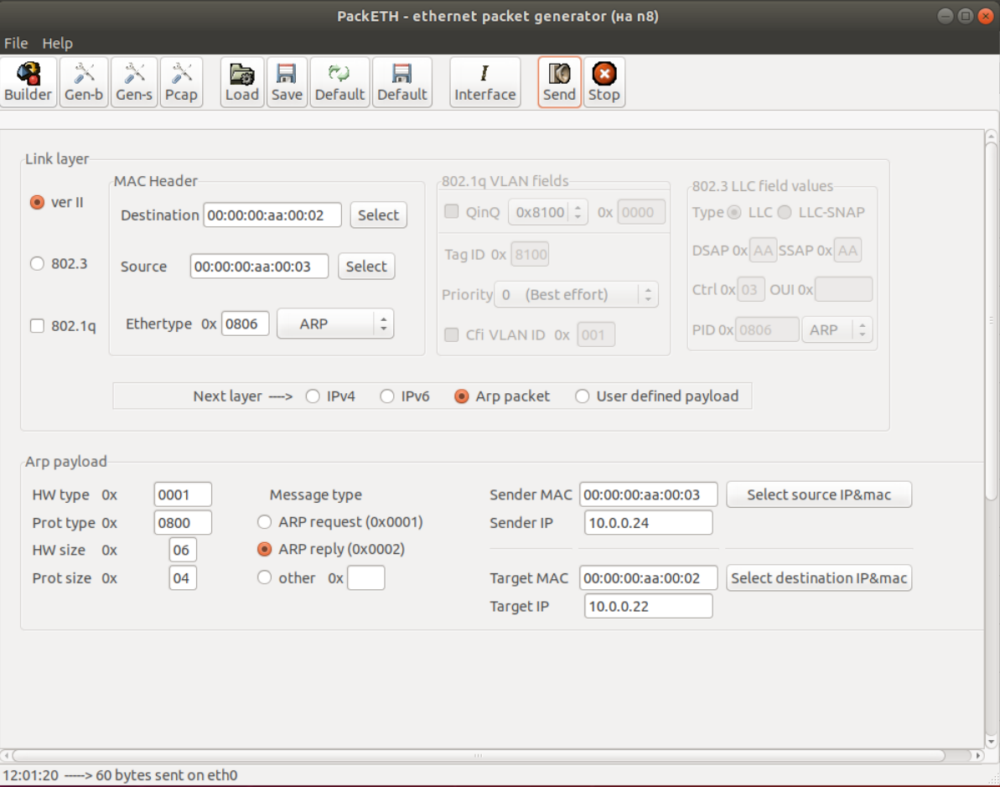 PackETH - ethernet packet generator (на n8)
File Help
Builder Gen-b Gen-s Pcap Load Save Default Default Interface Send Stop
Link layer
ver II
802.3
802.1q
MAC Header
Destination 00:00:00:aa:00:02 Select
Source 00:00:00:aa:00:03 Select
Ethertype 0x 0806 ARP
802.1q VLAN fields
QinQ 0x8100 0x 0000
Tag ID 0x 8100
Priority 0 (Best effort)
Cfi VLAN ID 0x 001
802.3 LLC field values
Type LLC LLC-SNAP
DSAP 0x AA SSAP 0x AA
Ctrl 0x 03 OUI 0x
PID 0x 0806 ARP
Next layer ----> IPv4 IPv6 Arp packet User defined payload
Arp payload
HW type 0x 0001
Prot type 0x 0800
HW size 0x 06
Prot size 0x 04
Message type
ARP request (0x0001)
ARP reply (0x0002)
other 0x
Sender MAC 00:00:00:aa:00:03 Select source IP&mac
Sender IP 10.0.0.24
Target MAC 00:00:00:aa:00:02 Select destination IP&mac
Target IP 10.0.0.22
12:01:20 -----> 60 bytes sent on eth0